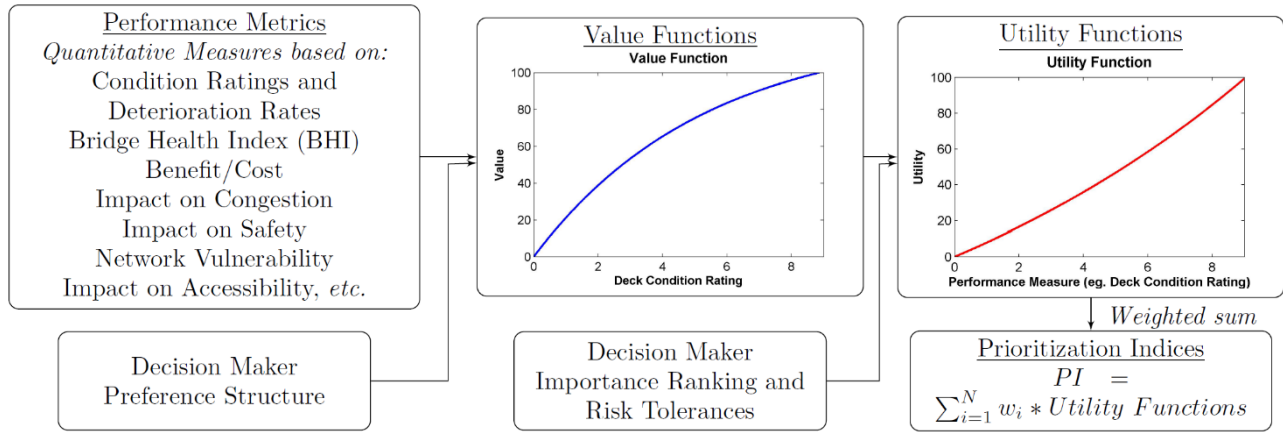 Performance Metrics
Quantitative Measures based on:
Condition Ratings and
Deterioration Rates
Bridge Health Index (BHI)
Benefit/Cost
Impact on Congestion
Impact on Safety
Network Vulnerability
Impact on Accessibility, etc.
Decision Maker
Preference Structure
Value Functions
Value Function
100
80
60
40
20
0
Value
0 2 4 6 8
Deck Condition Rating
Decision Maker
Importance Ranking and
Risk Tolerances
Utility Functions
Utility Function
100
80
60
40
20
0
Utility
0 2 4 6 8
Performance Measure (eg. Deck Condition Rating)
Weighted sum
Prioritization Indices
PI =
∑_{i=1}^{N} w_i * Utility Functions